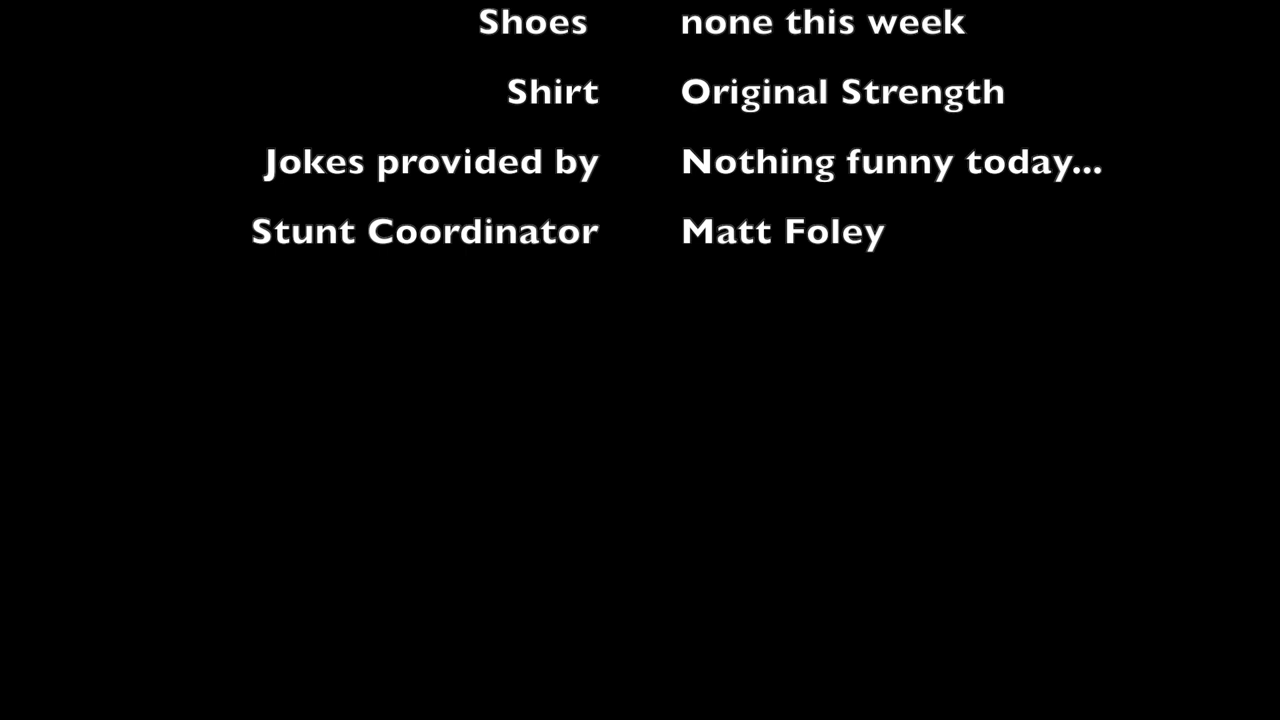 Shoes none this week
Shirt Original Strength
Jokes provided by Nothing funny today...
Stunt Coordinator Matt Foley